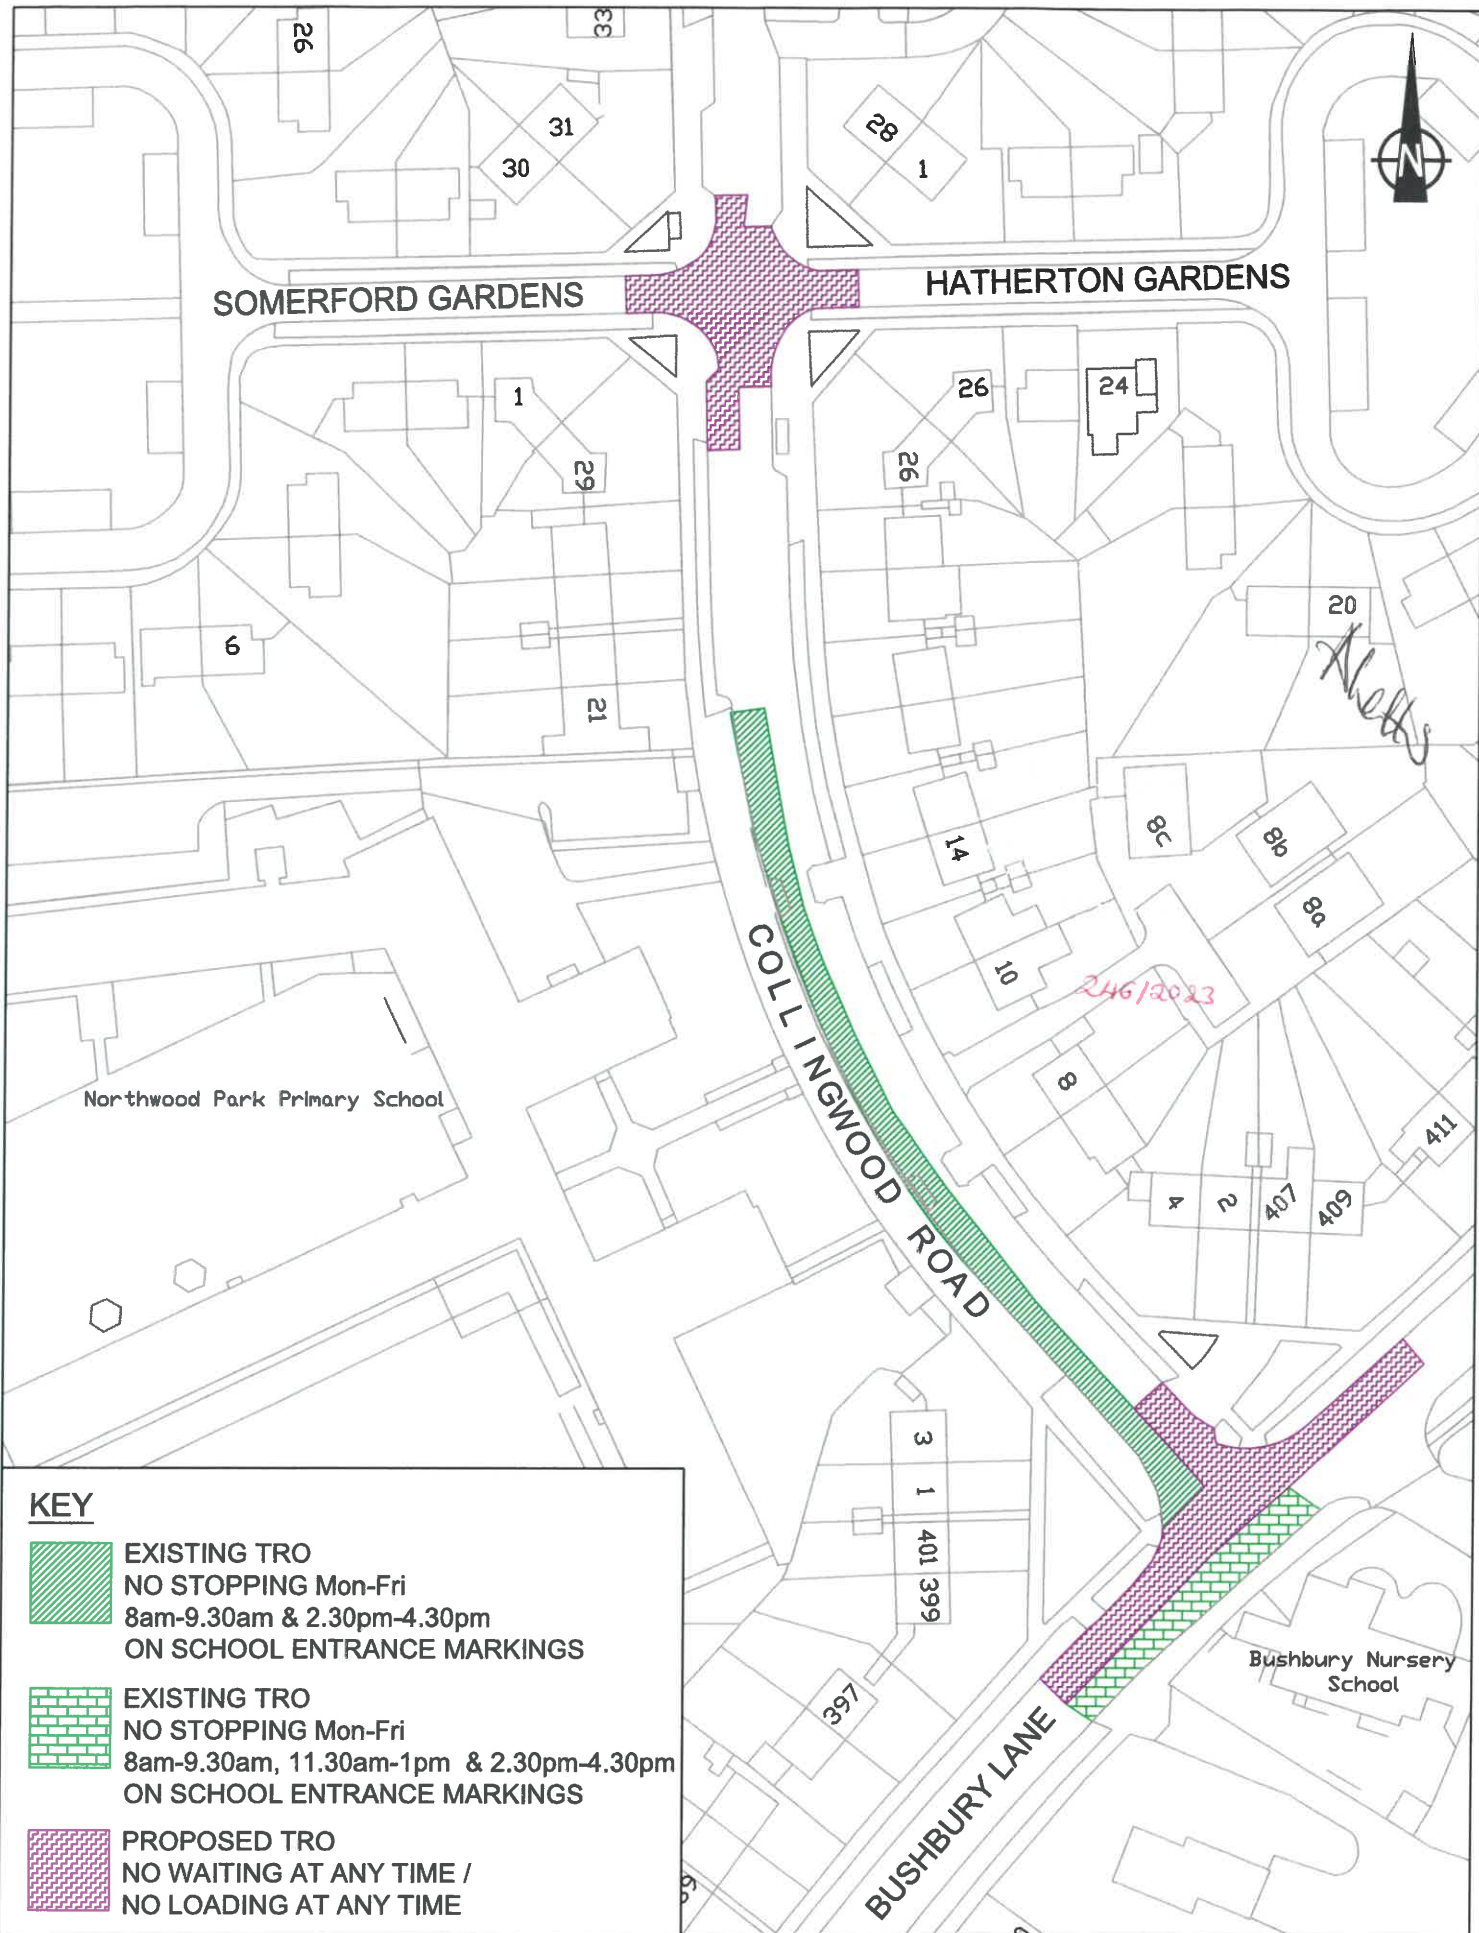 26
33
31
30
28
1
N
SOMERFORD GARDENS
HATHERTON GARDENS
1
29
26
26
24
6
21
20
14
8c
8b
8a
10
246/2023
COLLINGWOOD ROAD
Northwood Park Primary School
8
411
4
2
407
409
3
1
401
399
397
Bushbury Nursery
School
BUSHBURY LANE
KEY
EXISTING TRO
NO STOPPING Mon-Fri
8am-9.30am & 2.30pm-4.30pm
ON SCHOOL ENTRANCE MARKINGS
EXISTING TRO
NO STOPPING Mon-Fri
8am-9.30am, 11.30am-1pm & 2.30pm-4.30pm
ON SCHOOL ENTRANCE MARKINGS
PROPOSED TRO
NO WAITING AT ANY TIME /
NO LOADING AT ANY TIME